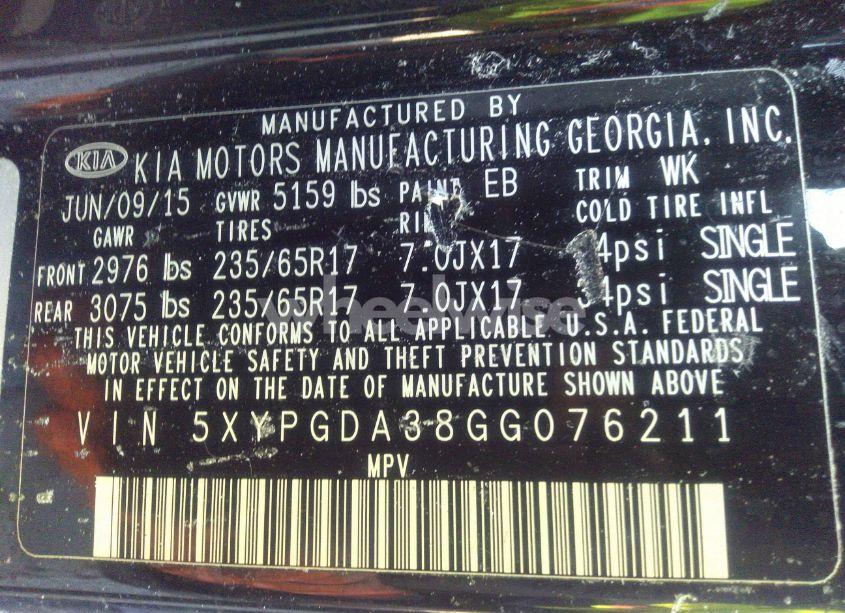 MANUFACTURED BY
KIA KIA MOTORS MANUFACTURING GEORGIA, INC.
JUN/09/15 GVWR 5159 lbs PAINT EB TRIM WK
GAWR TIRES COLD TIRE INFL
FRONT 2976 lbs 235/65R17 7.0JX17 SINGLE
REAR 3075 lbs 235/65R17 7.0JX17 SINGLE
wheelwise
THIS VEHICLE CONFORMS TO ALL APPLICABLE U.S.A. FEDERAL
MOTOR VEHICLE SAFETY AND THEFT PREVENTION STANDARDS
IN EFFECT ON THE DATE OF MANUFACTURE SHOWN ABOVE
VIN 5XYPGDA38GG076211
MPV